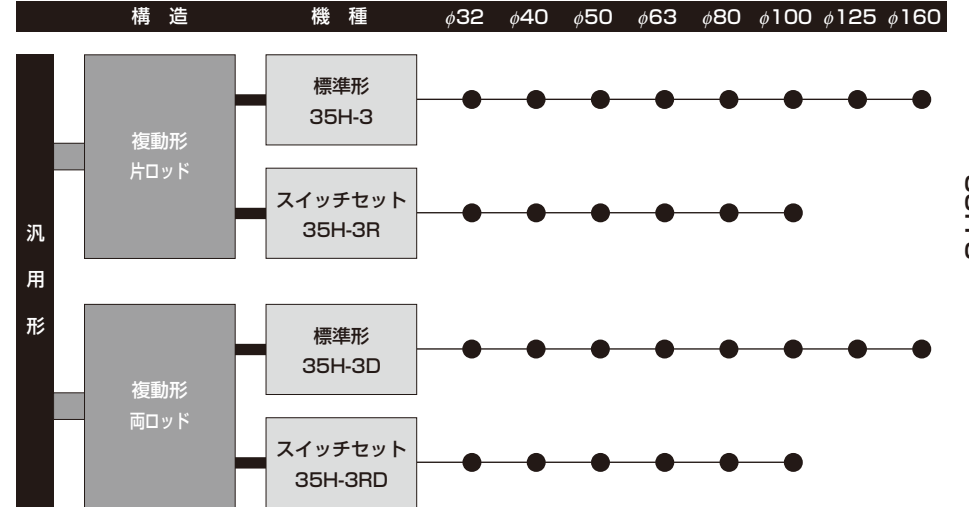 構 造 機 種 φ32 φ40 φ50 φ63 φ80 φ100 φ125 φ160
汎用形
複動形
片ロッド
標準形
35H-3
スイッチセット
35H-3R
複動形
両ロッド
標準形
35H-3D
スイッチセット
35H-3RD